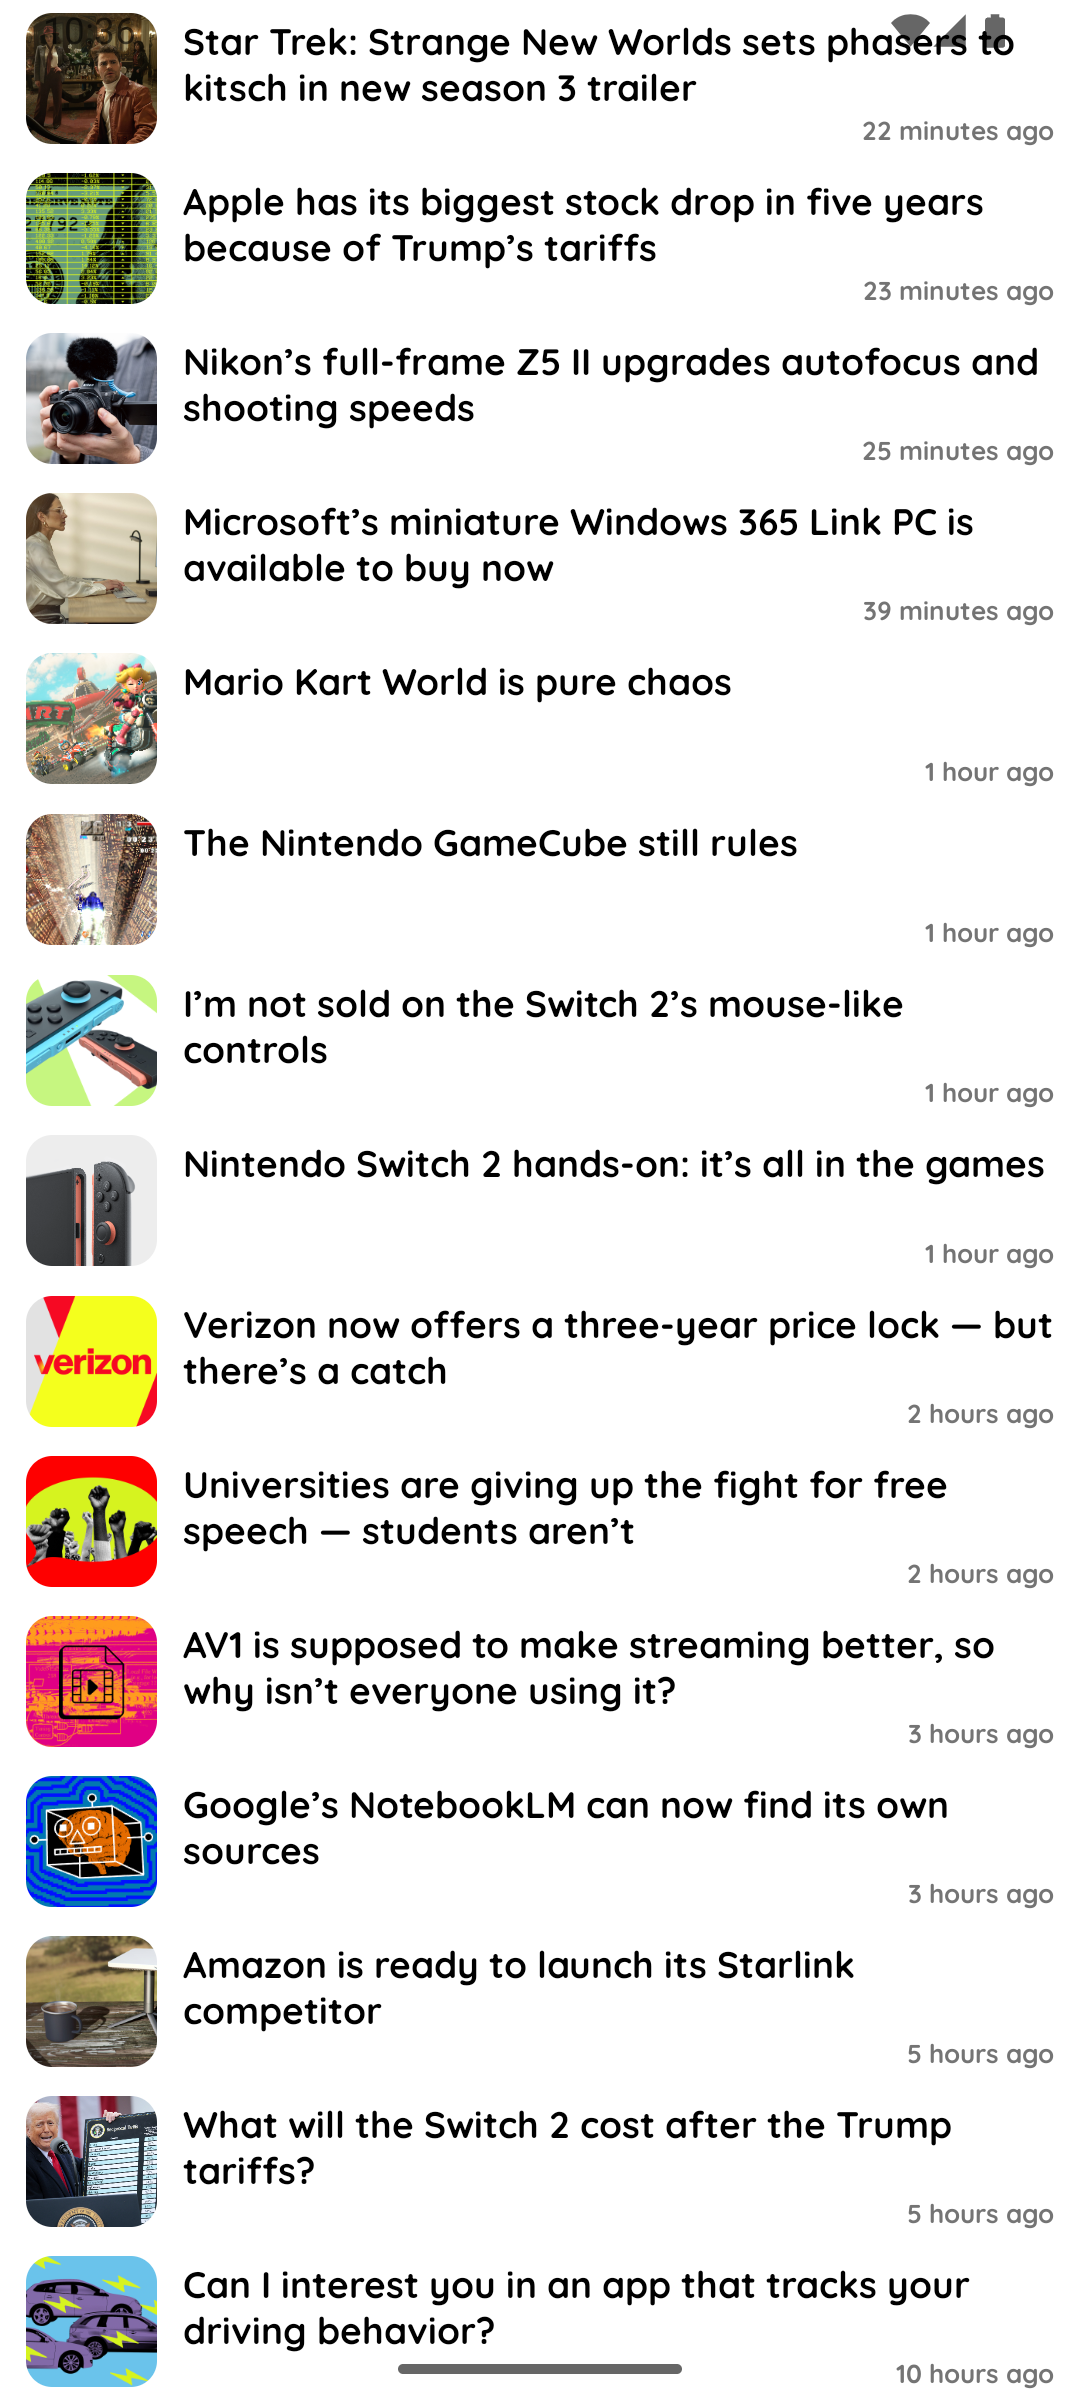 10:36
Star Trek: Strange New Worlds sets phasers to
kitsch in new season 3 trailer
22 minutes ago
Apple has its biggest stock drop in five years
because of Trump’s tariffs
23 minutes ago
Nikon’s full-frame Z5 II upgrades autofocus and
shooting speeds
25 minutes ago
Microsoft’s miniature Windows 365 Link PC is
available to buy now
39 minutes ago
Mario Kart World is pure chaos
1 hour ago
The Nintendo GameCube still rules
1 hour ago
I’m not sold on the Switch 2’s mouse-like
controls
1 hour ago
Nintendo Switch 2 hands-on: it’s all in the games
1 hour ago
verizon
Verizon now offers a three-year price lock — but
there’s a catch
2 hours ago
Universities are giving up the fight for free
speech — students aren’t
2 hours ago
AV1 is supposed to make streaming better, so
why isn’t everyone using it?
3 hours ago
Google’s NotebookLM can now find its own
sources
3 hours ago
Amazon is ready to launch its Starlink
competitor
5 hours ago
What will the Switch 2 cost after the Trump
tariffs?
5 hours ago
Can I interest you in an app that tracks your
driving behavior?
10 hours ago